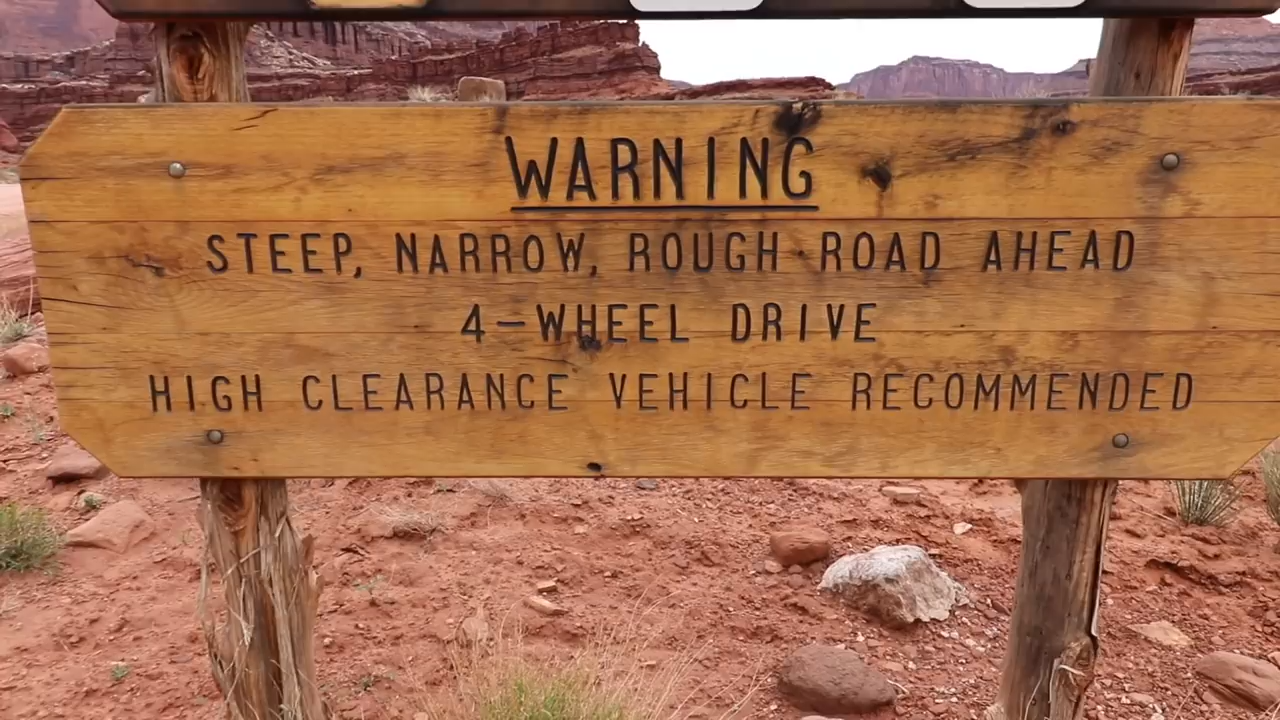 WARNING
STEEP, NARROW, ROUGH ROAD AHEAD
4-WHEEL DRIVE
HIGH CLEARANCE VEHICLE RECOMMENDED